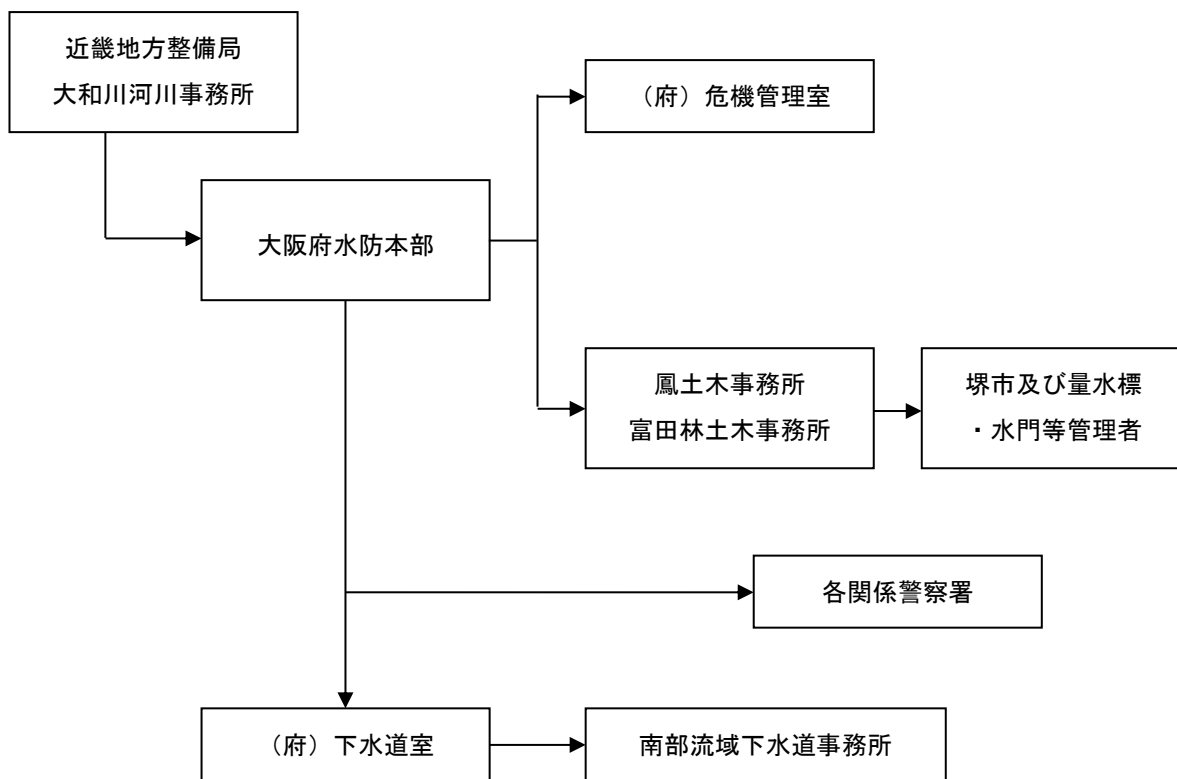 近畿地方整備局
大和川河川事務所
（府）危機管理室
大阪府水防本部
鳳土木事務所
富田林土木事務所
堺市及び量水標
・水門等管理者
各関係警察署
（府）下水道室
南部流域下水道事務所